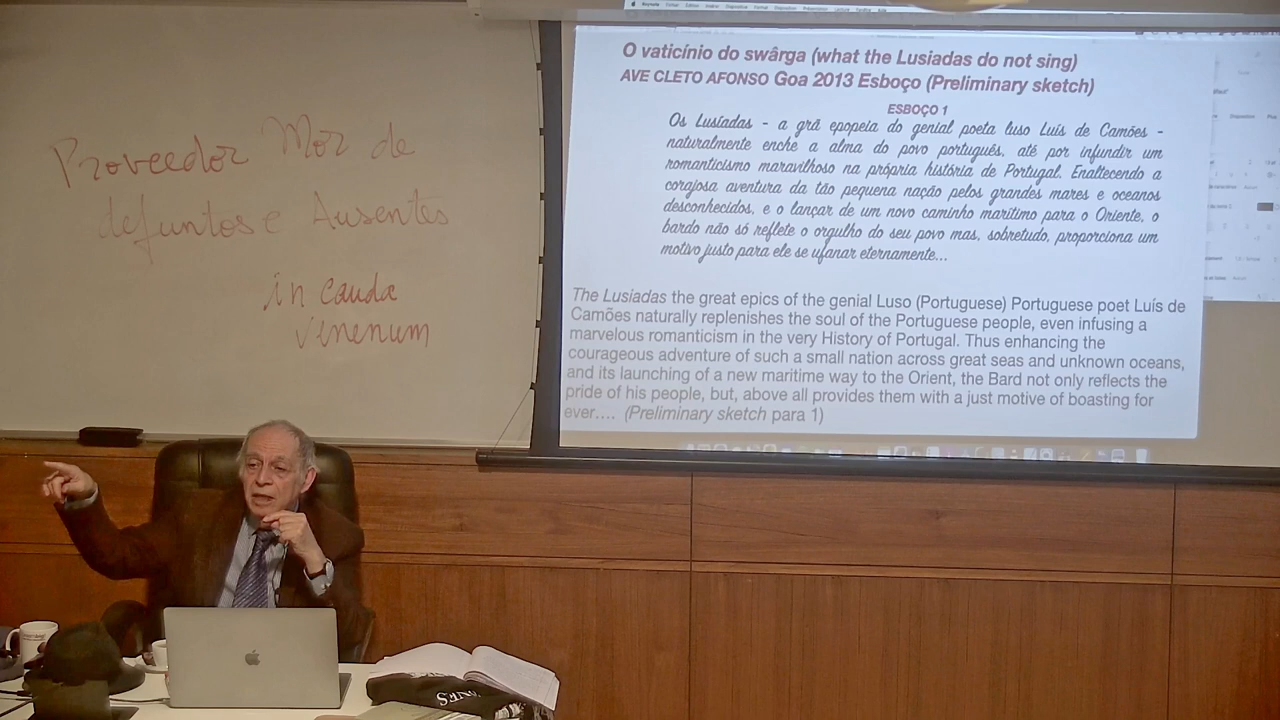 Proveedor Mor de
defuntos e Ausentes
in cauda
venenum
O vaticínio do swârga (what the Lusiadas do not sing)
AVE CLETO AFONSO Goa 2013 Esboço (Preliminary sketch)
ESBOÇO 1
Os Lusíadas - a grã epopeia do genial poeta luso Luís de Camões -
naturalmente enche a alma do povo português, até por infundir um
romanticismo maravilhoso na própria história de Portugal. Enaltecendo a
corajosa aventura da tão pequena nação pelos grandes mares e oceanos
desconhecidos, e o lançar de um novo caminho marítimo para o Oriente, o
bardo não só reflete o orgulho do seu povo mas, sobretudo, proporciona um
motivo justo para ele se ufanar eternamente...
The Lusiadas the great epics of the genial Luso (Portuguese) Portuguese poet Luís de
Camões naturally replenishes the soul of the Portuguese people, even infusing a
marvelous romanticism in the very History of Portugal. Thus enhancing the
courageous adventure of such a small nation across great seas and unknown oceans,
and its launching of a new maritime way to the Orient, the Bard not only reflects the
pride of his people, but, above all provides them with a just motive of boasting for
ever.... (Preliminary sketch para 1)